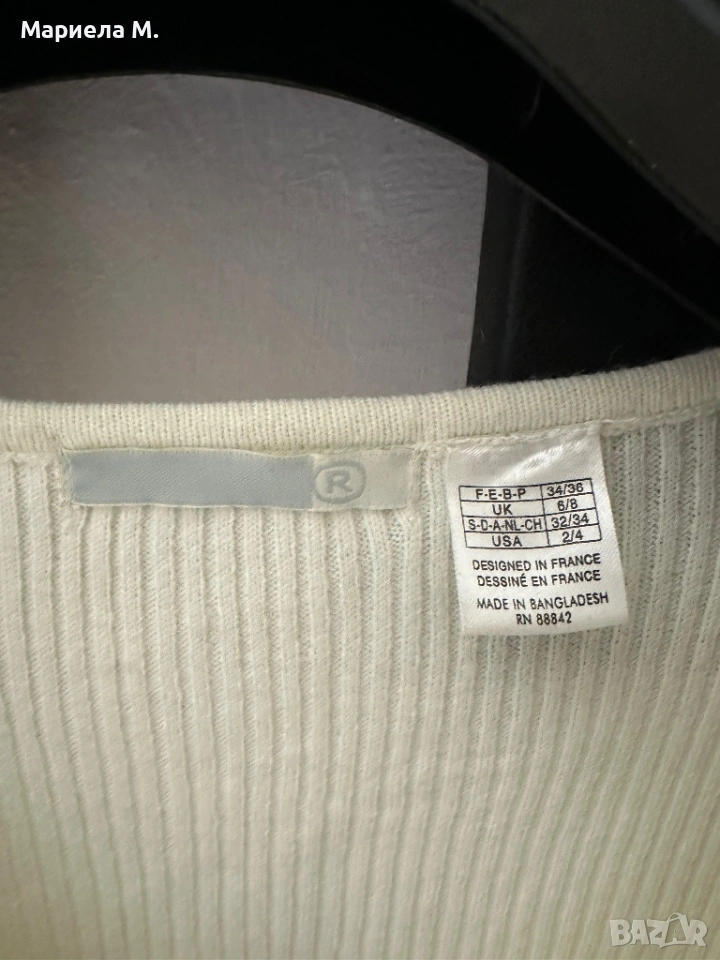 Мариела М.
R
F-E-B-P 34/36
UK 6/8
S-D-A-NL-CH 32/34
USA 2/4
DESIGNED IN FRANCE
DESSINÉ EN FRANCE
MADE IN BANGLADESH
RN 88842
BAZAR